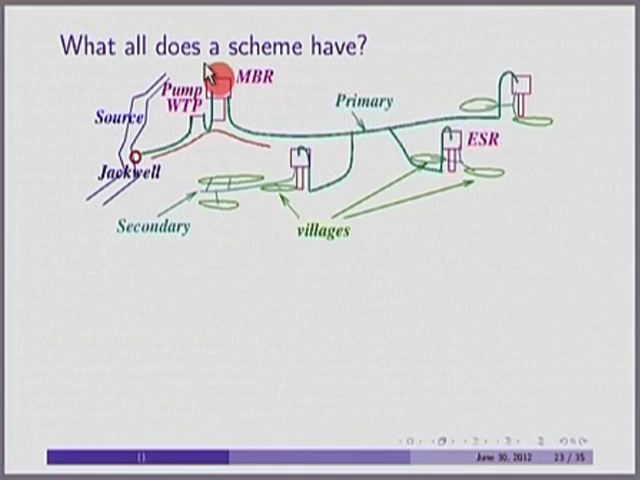 What all does a scheme have?
MBR
Pump
WTP
Source
Primary
ESR
Jackwell
Secondary
villages
()
June 30, 2012
23 / 35